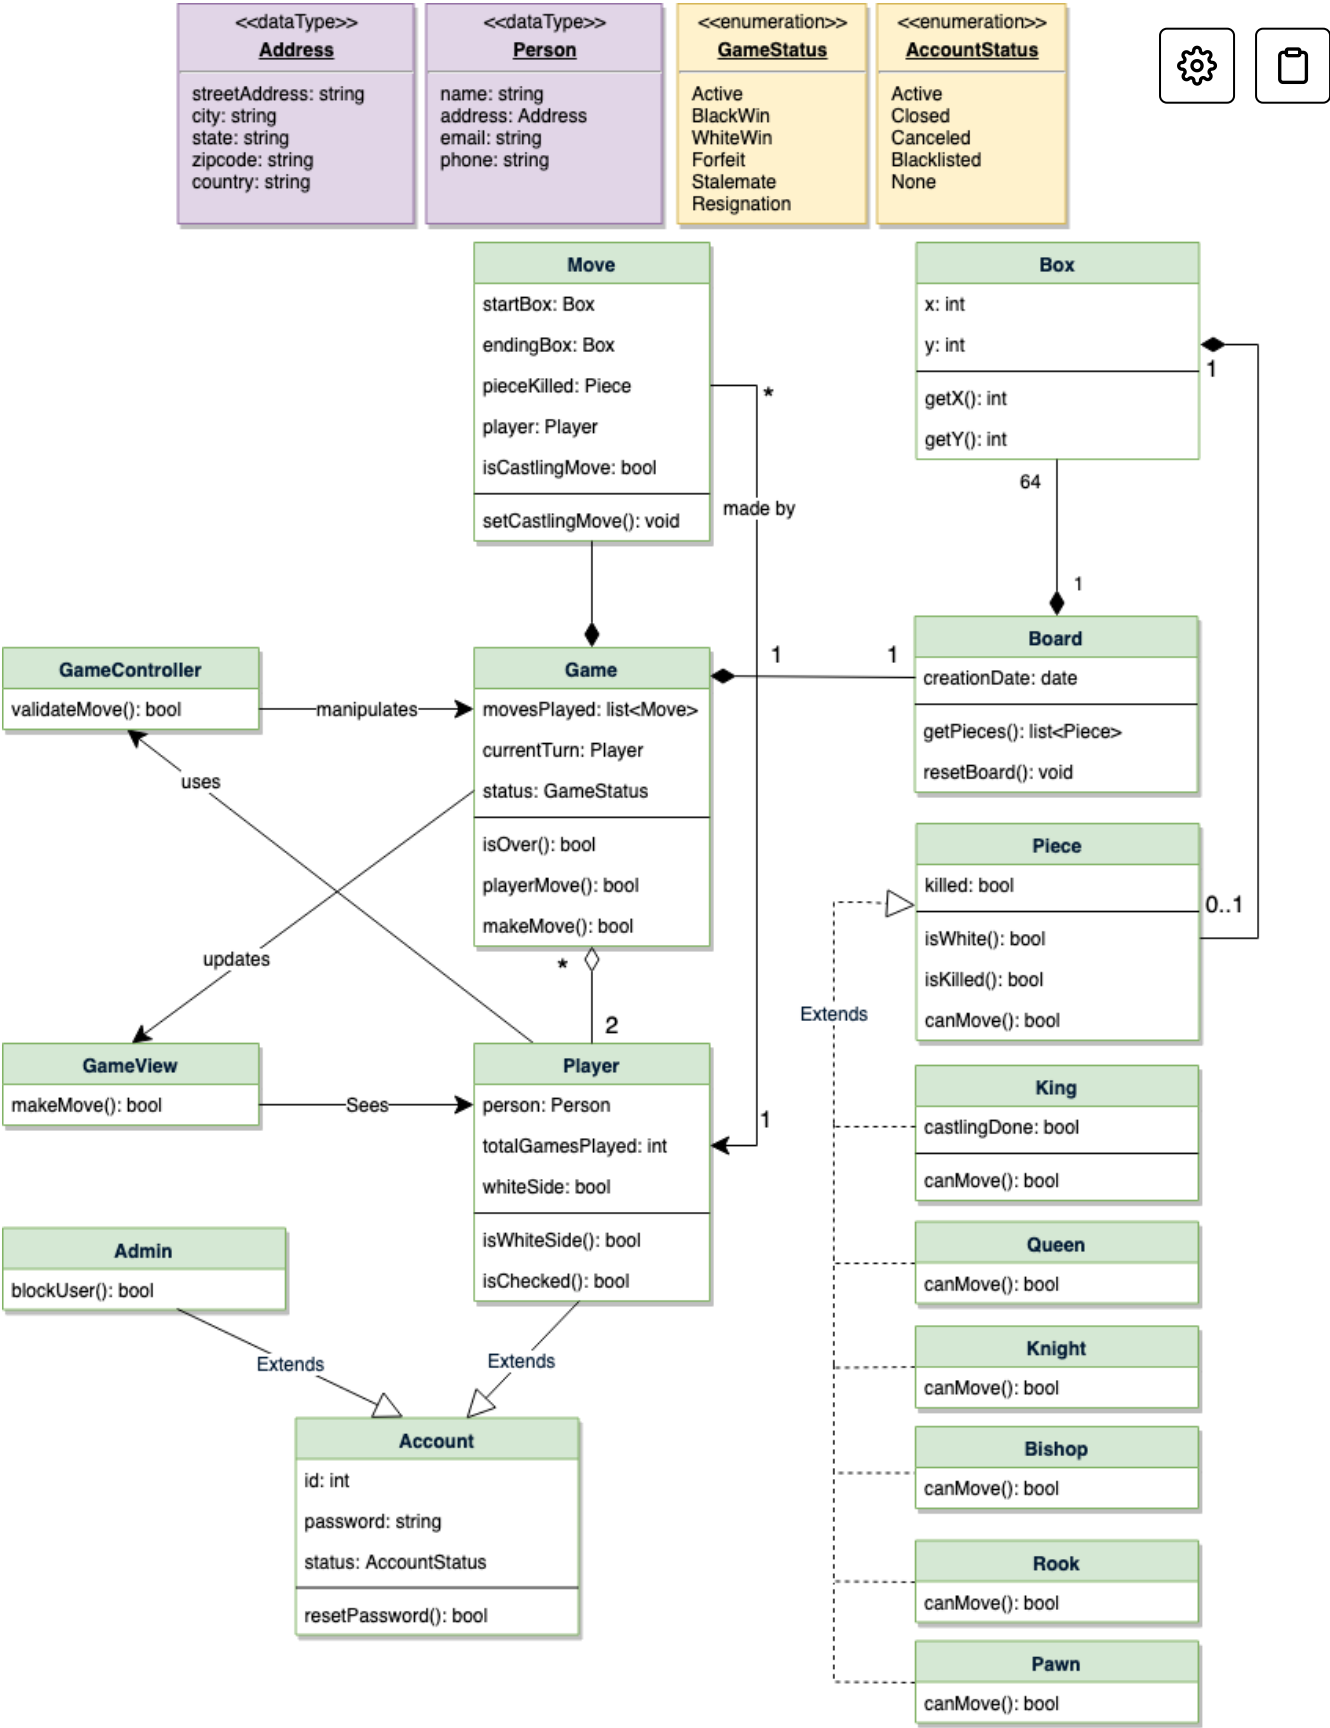 <<dataType>>
Address
streetAddress: string
city: string
state: string
zipcode: string
country: string
<<dataType>>
Person
name: string
address: Address
email: string
phone: string
<<enumeration>>
GameStatus
Active
BlackWin
WhiteWin
Forfeit
Stalemate
Resignation
<<enumeration>>
AccountStatus
Active
Closed
Canceled
Blacklisted
None
Move
startBox: Box
endingBox: Box
pieceKilled: Piece
player: Player
isCastlingMove: bool
setCastlingMove(): void
*
made by
1
Box
x: int
y: int
getX(): int
getY(): int
1
64
1
GameController
validateMove(): bool
manipulates
uses
Game
movesPlayed: list<Move>
currentTurn: Player
status: GameStatus
isOver(): bool
playerMove(): bool
makeMove(): bool
1
1
Board
creationDate: date
getPieces(): list<Piece>
resetBoard(): void
Piece
killed: bool
isWhite(): bool
isKilled(): bool
canMove(): bool
0..1
Extends
updates
*
2
GameView
makeMove(): bool
Sees
Player
person: Person
totalGamesPlayed: int
whiteSide: bool
isWhiteSide(): bool
isChecked(): bool
King
castlingDone: bool
canMove(): bool
Queen
canMove(): bool
Knight
canMove(): bool
Bishop
canMove(): bool
Rook
canMove(): bool
Pawn
canMove(): bool
Admin
blockUser(): bool
Extends
Extends
Account
id: int
password: string
status: AccountStatus
resetPassword(): bool